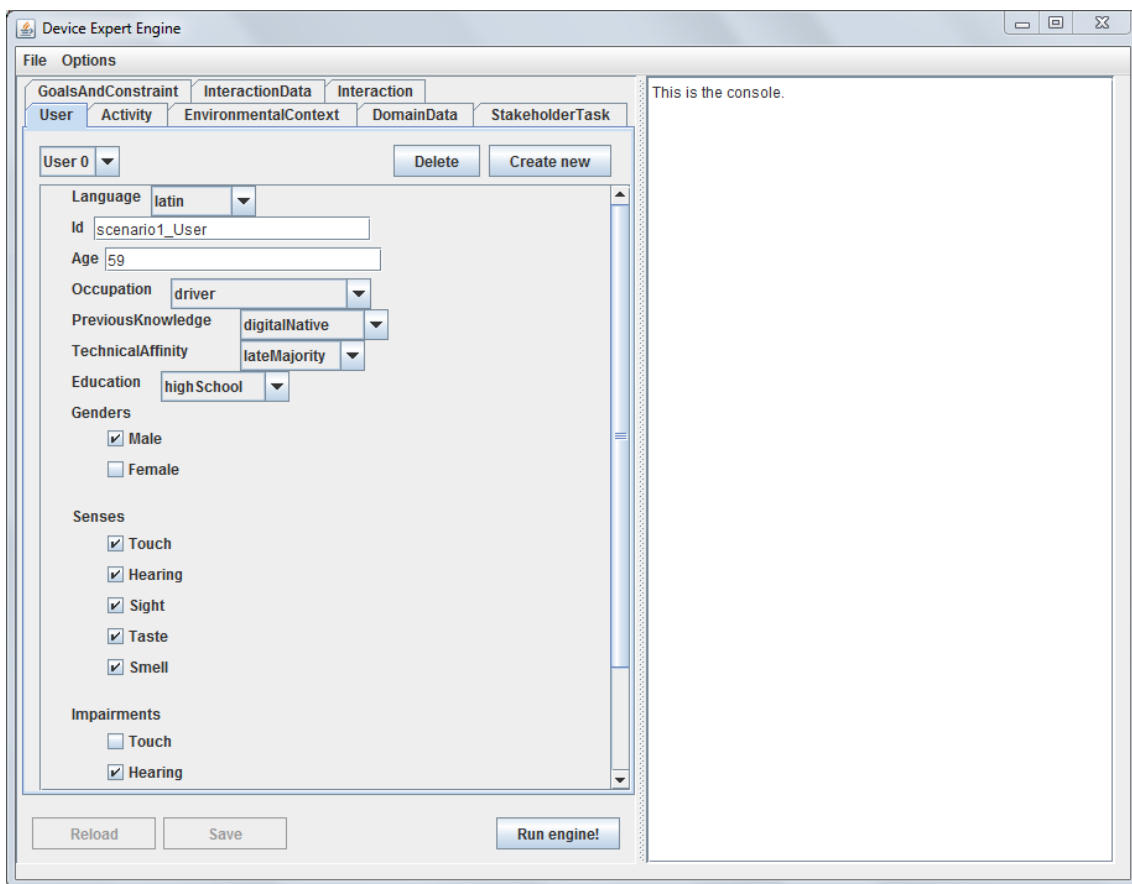 Device Expert Engine
File Options
GoalsAndConstraint InteractionData Interaction
User Activity EnvironmentalContext DomainData StakeholderTask
User 0 Delete Create new
Language latin
Id scenario1_User
Age 59
Occupation driver
PreviousKnowledge digitalNative
TechnicalAffinity lateMajority
Education highSchool
Genders
Male
Female
Senses
Touch
Hearing
Sight
Taste
Smell
Impairments
Touch
Hearing
Reload Save Run engine!
This is the console.